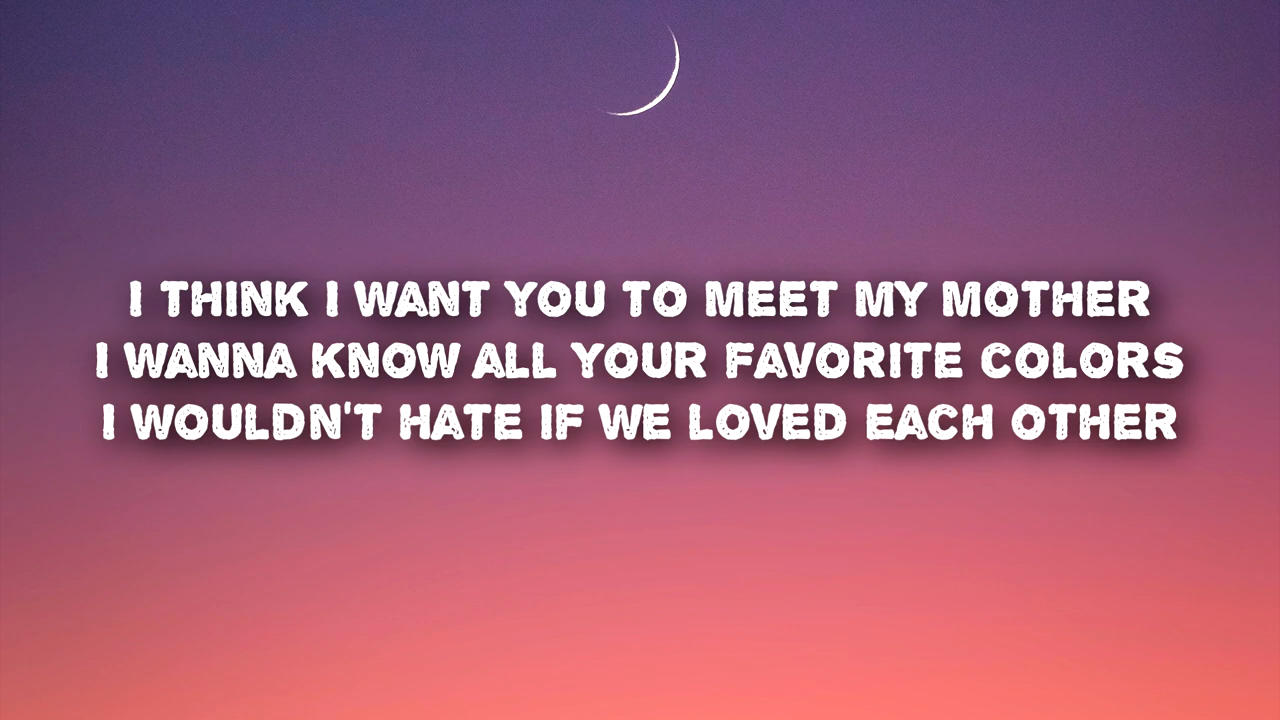 I THINK I WANT YOU TO MEET MY MOTHER
I WANNA KNOW ALL YOUR FAVORITE COLORS
I WOULDN'T HATE IF WE LOVED EACH OTHER